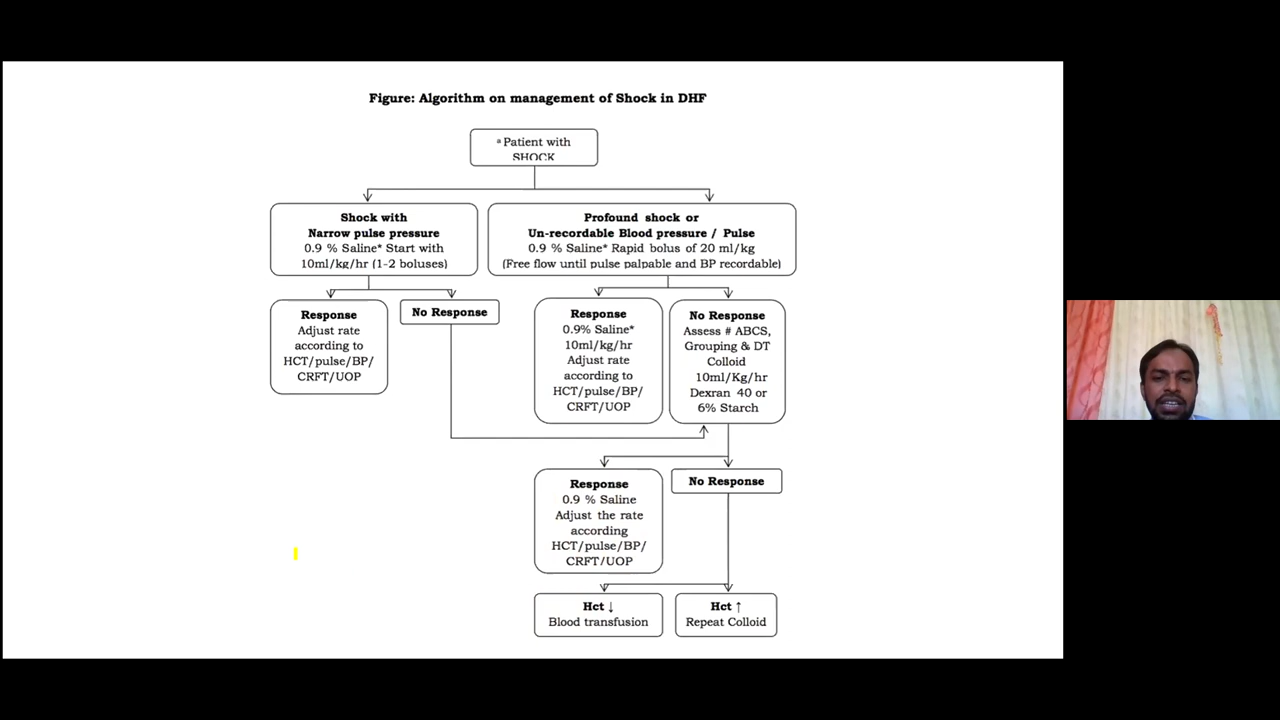 Figure: Algorithm on management of Shock in DHF
ª Patient with
SHOCK
Shock with
Narrow pulse pressure
0.9 % Saline* Start with
10ml/kg/hr (1-2 boluses)
Profound shock or
Un-recordable Blood pressure / Pulse
0.9 % Saline* Rapid bolus of 20 ml/kg
(Free flow until pulse palpable and BP recordable)
Response
Adjust rate
according to
HCT/pulse/BP/
CRFT/UOP
No Response
Response
0.9% Saline*
10ml/kg/hr
Adjust rate
according to
HCT/pulse/BP/
CRFT/UOP
No Response
Assess # ABCS,
Grouping & DT
Colloid
10ml/Kg/hr
Dexran 40 or
6% Starch
Response
0.9 % Saline
Adjust the rate
according
HCT/pulse/BP/
CRFT/UOP
No Response
Hct ↓
Blood transfusion
Hct ↑
Repeat Colloid